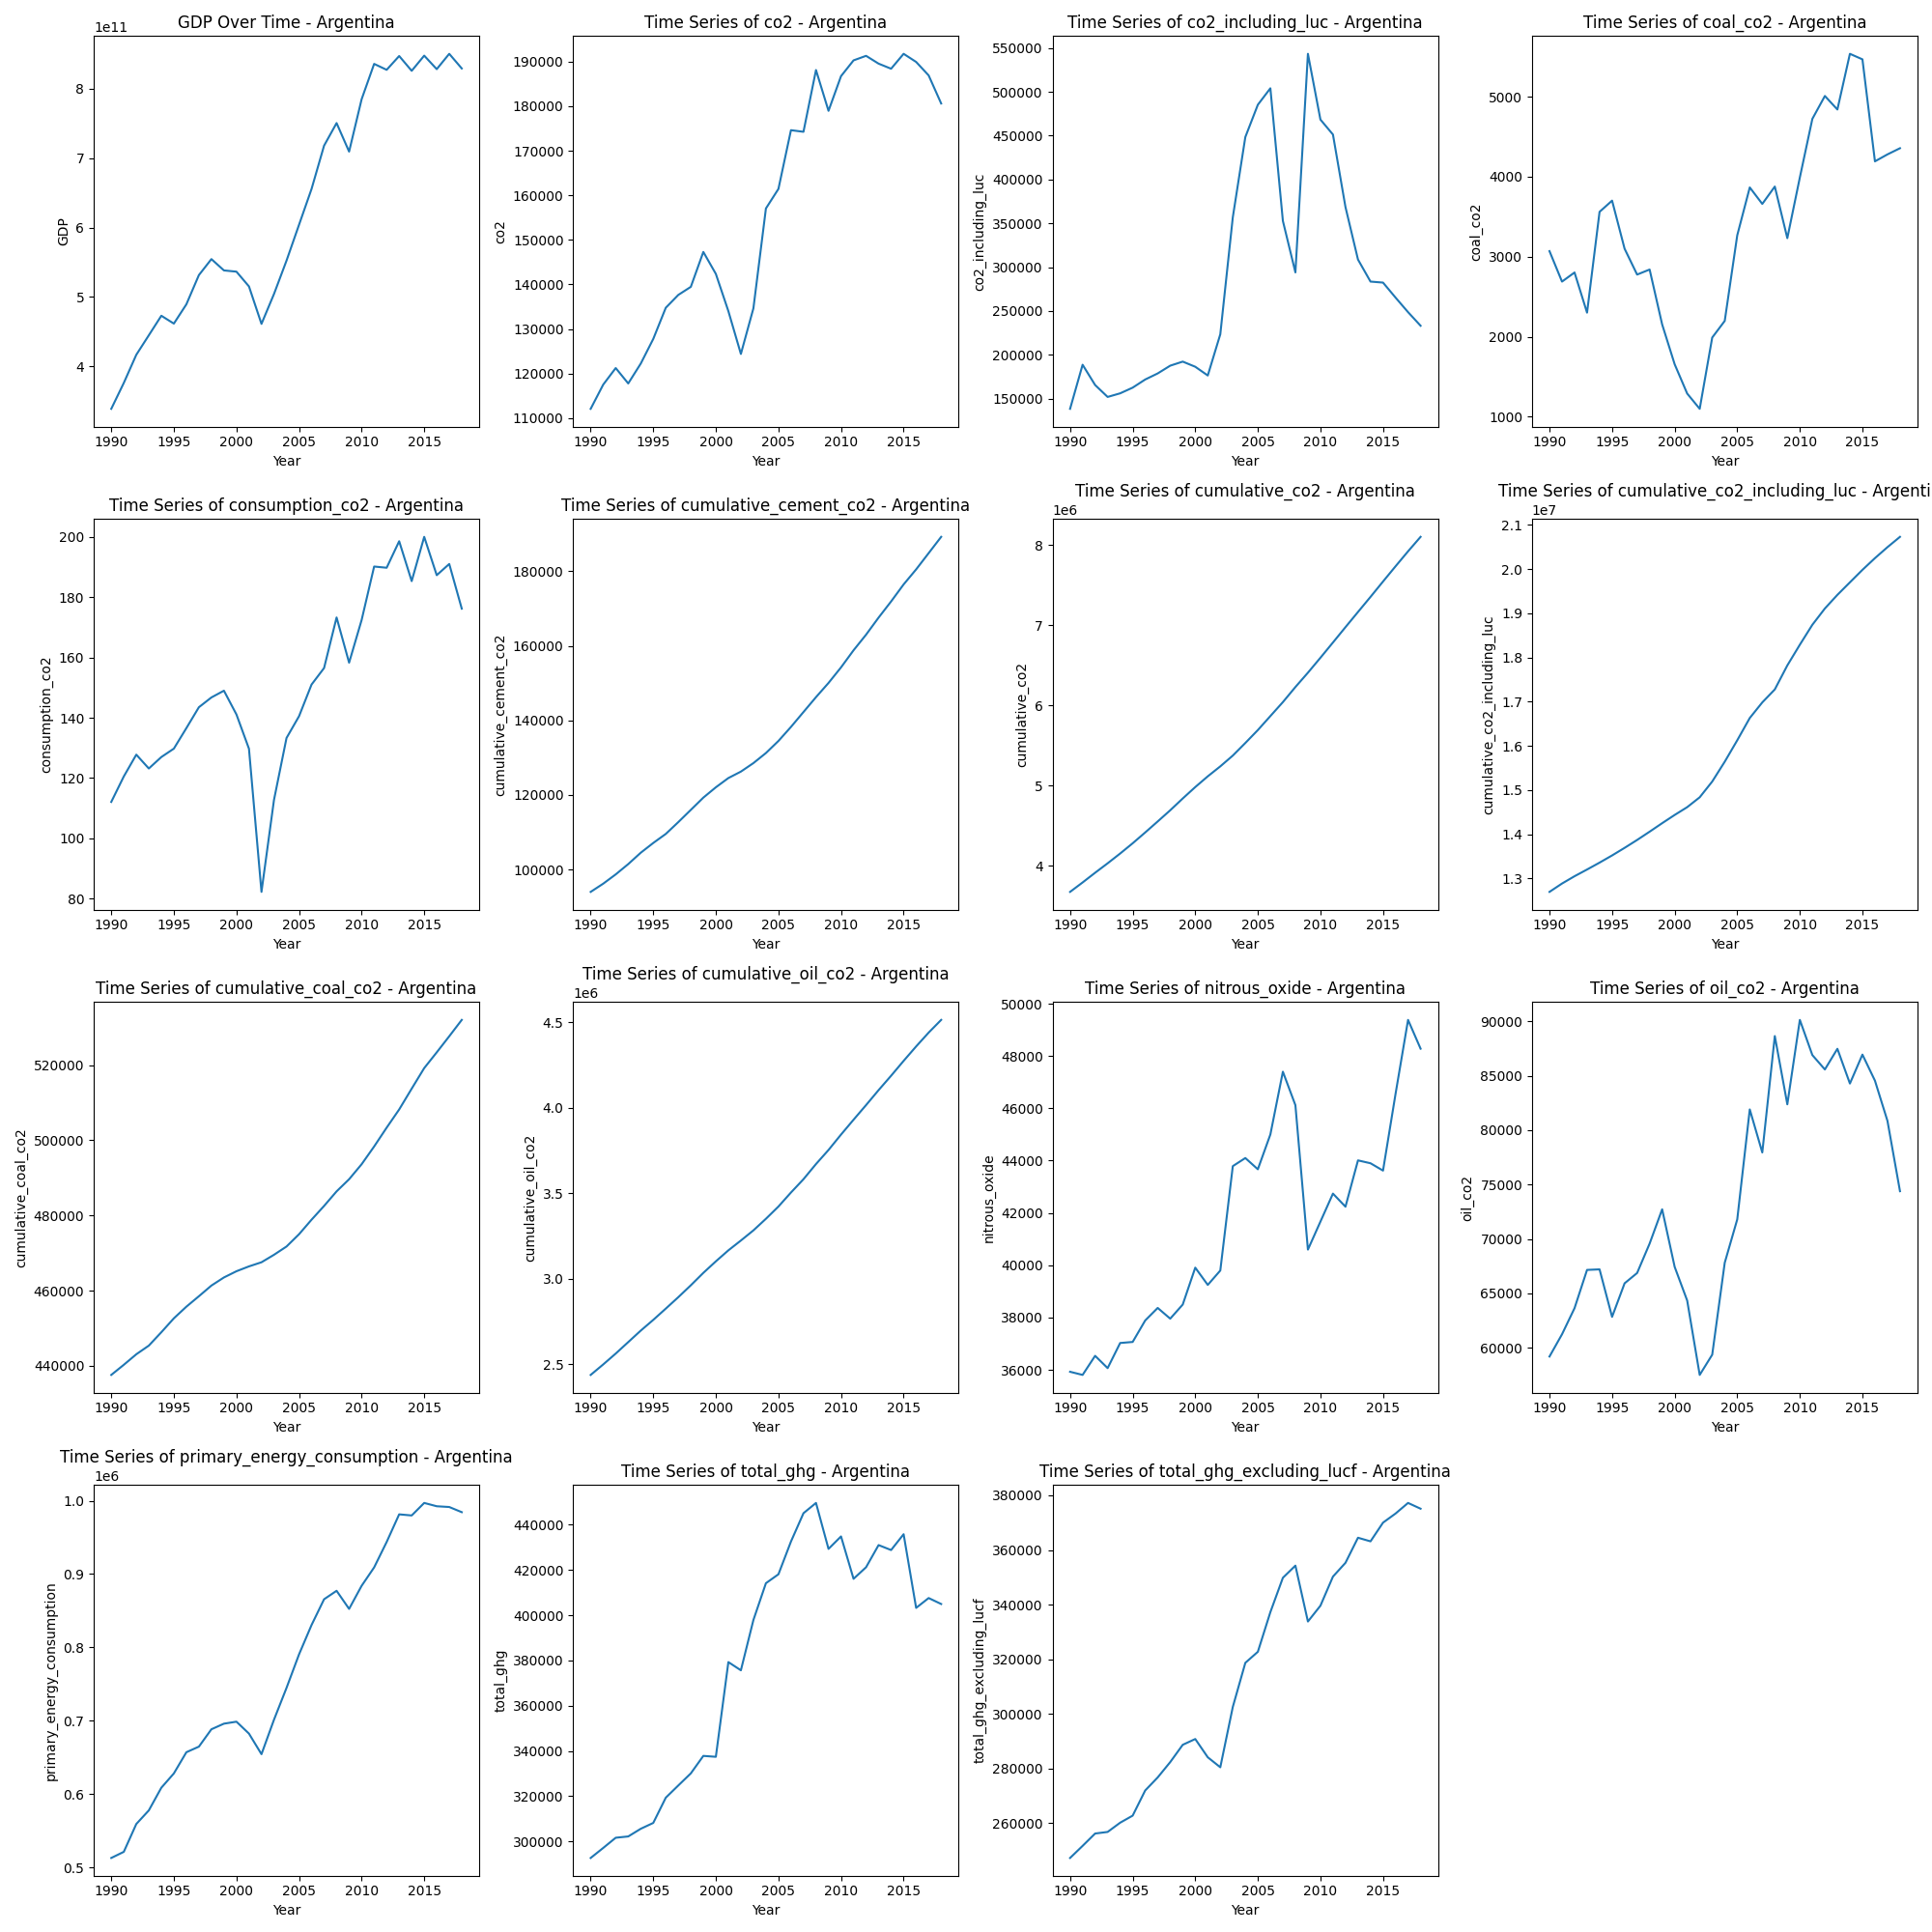 GDP Over Time - Argentina
1e11
8
7
6
5
4
GDP
1990 1995 2000 2005 2010 2015
Year
Time Series of co2 - Argentina
190000
180000
170000
160000
150000
140000
130000
120000
110000
co2
1990 1995 2000 2005 2010 2015
Year
Time Series of co2_including_luc - Argentina
550000
500000
450000
400000
350000
300000
250000
200000
150000
co2_including_luc
1990 1995 2000 2005 2010 2015
Year
Time Series of coal_co2 - Argentina
5000
4000
3000
2000
1000
coal_co2
1990 1995 2000 2005 2010 2015
Year
Time Series of consumption_co2 - Argentina
200
180
160
140
120
100
80
consumption_co2
1990 1995 2000 2005 2010 2015
Year
Time Series of cumulative_cement_co2 - Argentina
180000
160000
140000
120000
100000
cumulative_cement_co2
1990 1995 2000 2005 2010 2015
Year
Time Series of cumulative_co2 - Argentina
1e6
8
7
6
5
4
cumulative_co2
1990 1995 2000 2005 2010 2015
Year
Time Series of cumulative_co2_including_luc - Argenti
1e7
2.1
2.0
1.9
1.8
1.7
1.6
1.5
1.4
1.3
cumulative_co2_including_luc
1990 1995 2000 2005 2010 2015
Year
Time Series of cumulative_coal_co2 - Argentina
520000
500000
480000
460000
440000
cumulative_coal_co2
1990 1995 2000 2005 2010 2015
Year
Time Series of cumulative_oil_co2 - Argentina
1e6
4.5
4.0
3.5
3.0
2.5
cumulative_oil_co2
1990 1995 2000 2005 2010 2015
Year
Time Series of nitrous_oxide - Argentina
50000
48000
46000
44000
42000
40000
38000
36000
nitrous_oxide
1990 1995 2000 2005 2010 2015
Year
Time Series of oil_co2 - Argentina
90000
85000
80000
75000
70000
65000
60000
oil_co2
1990 1995 2000 2005 2010 2015
Year
Time Series of primary_energy_consumption - Argentina
1e6
1.0
0.9
0.8
0.7
0.6
0.5
primary_energy_consumption
1990 1995 2000 2005 2010 2015
Year
Time Series of total_ghg - Argentina
440000
420000
400000
380000
360000
340000
320000
300000
total_ghg
1990 1995 2000 2005 2010 2015
Year
Time Series of total_ghg_excluding_lucf - Argentina
380000
360000
340000
320000
300000
280000
260000
total_ghg_excluding_lucf
1990 1995 2000 2005 2010 2015
Year